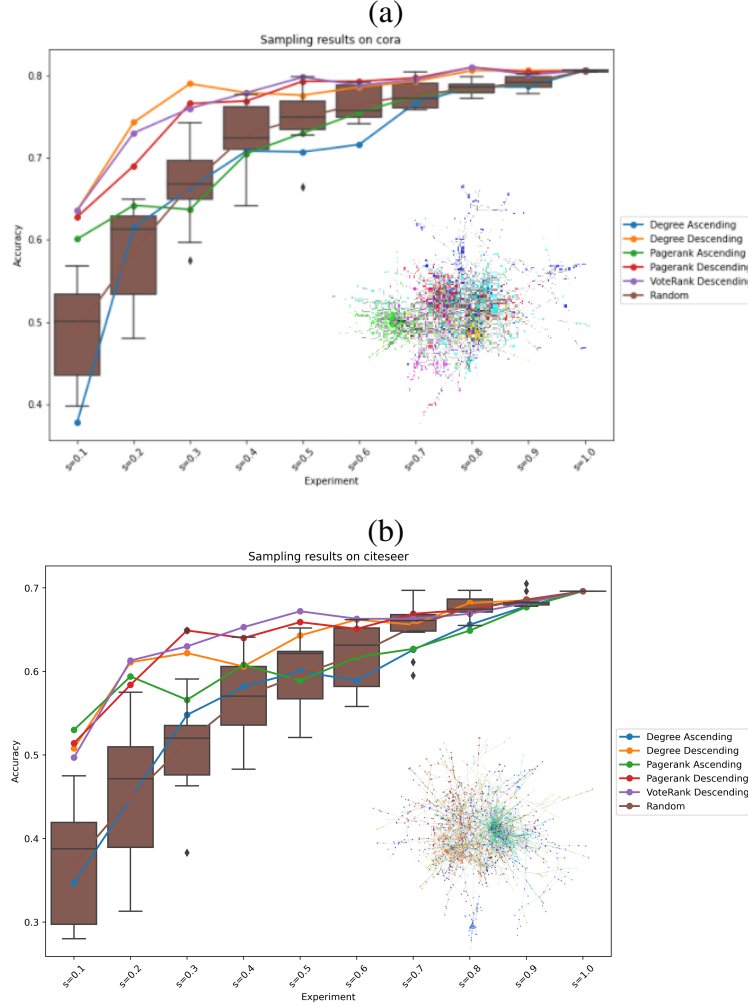 (a)
Sampling results on cora
0.8
0.7
0.6
0.5
0.4
Accuracy
Degree Ascending
Degree Descending
Pagerank Ascending
Pagerank Descending
VoteRank Descending
Random
s=0.1 s=0.2 s=0.3 s=0.4 s=0.5 s=0.6 s=0.7 s=0.8 s=0.9 s=1.0
Experiment
(b)
Sampling results on citeseer
0.7
0.6
0.5
0.4
0.3
Accuracy
Degree Ascending
Degree Descending
Pagerank Ascending
Pagerank Descending
VoteRank Descending
Random
s=0.1 s=0.2 s=0.3 s=0.4 s=0.5 s=0.6 s=0.7 s=0.8 s=0.9 s=1.0
Experiment